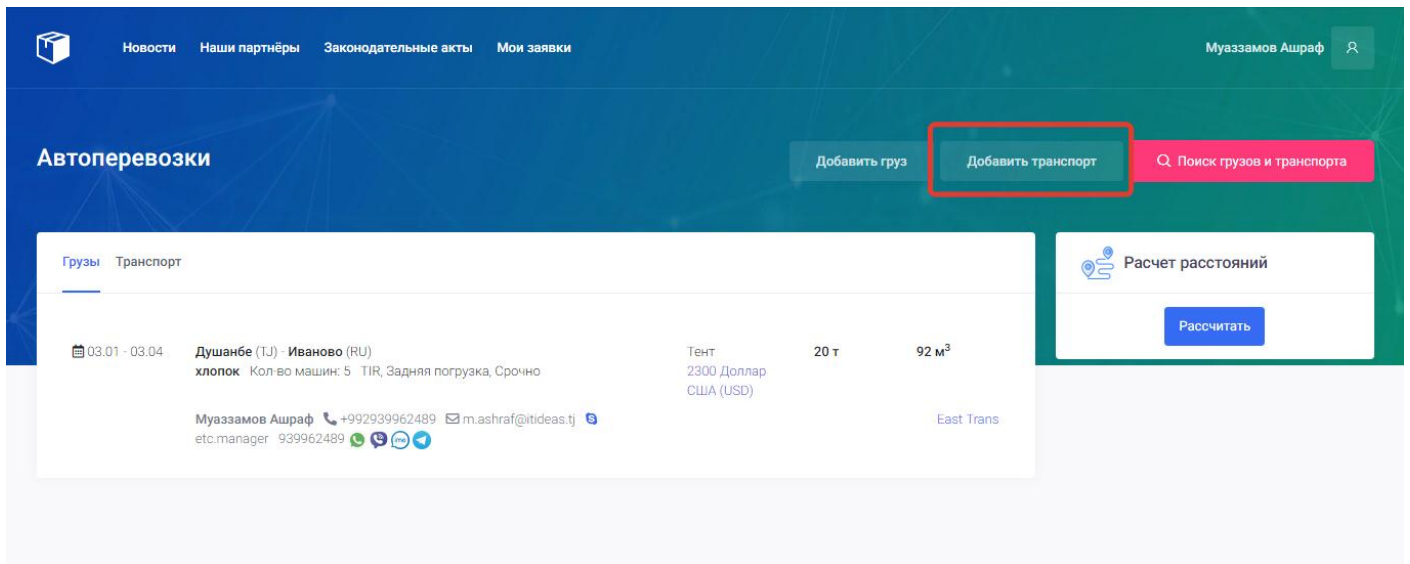 Новости Наши партнёры Законодательные акты Мои заявки Муаззамов Ашраф
Автоперевозки Добавить груз Добавить транспорт Поиск грузов и транспорта
Грузы Транспорт
Расчет расстояний
Рассчитать
03.01 - 03.04 Душанбе (TJ) - Иваново (RU) Тент 20 т 92 м³
хлопок Кол-во машин: 5 TIR, Задняя погрузка, Срочно 2300 Доллар
США (USD)
Муаззамов Ашраф +992939962489 m.ashraf@itideas.tj East Trans
etc.manager 939962489 imo